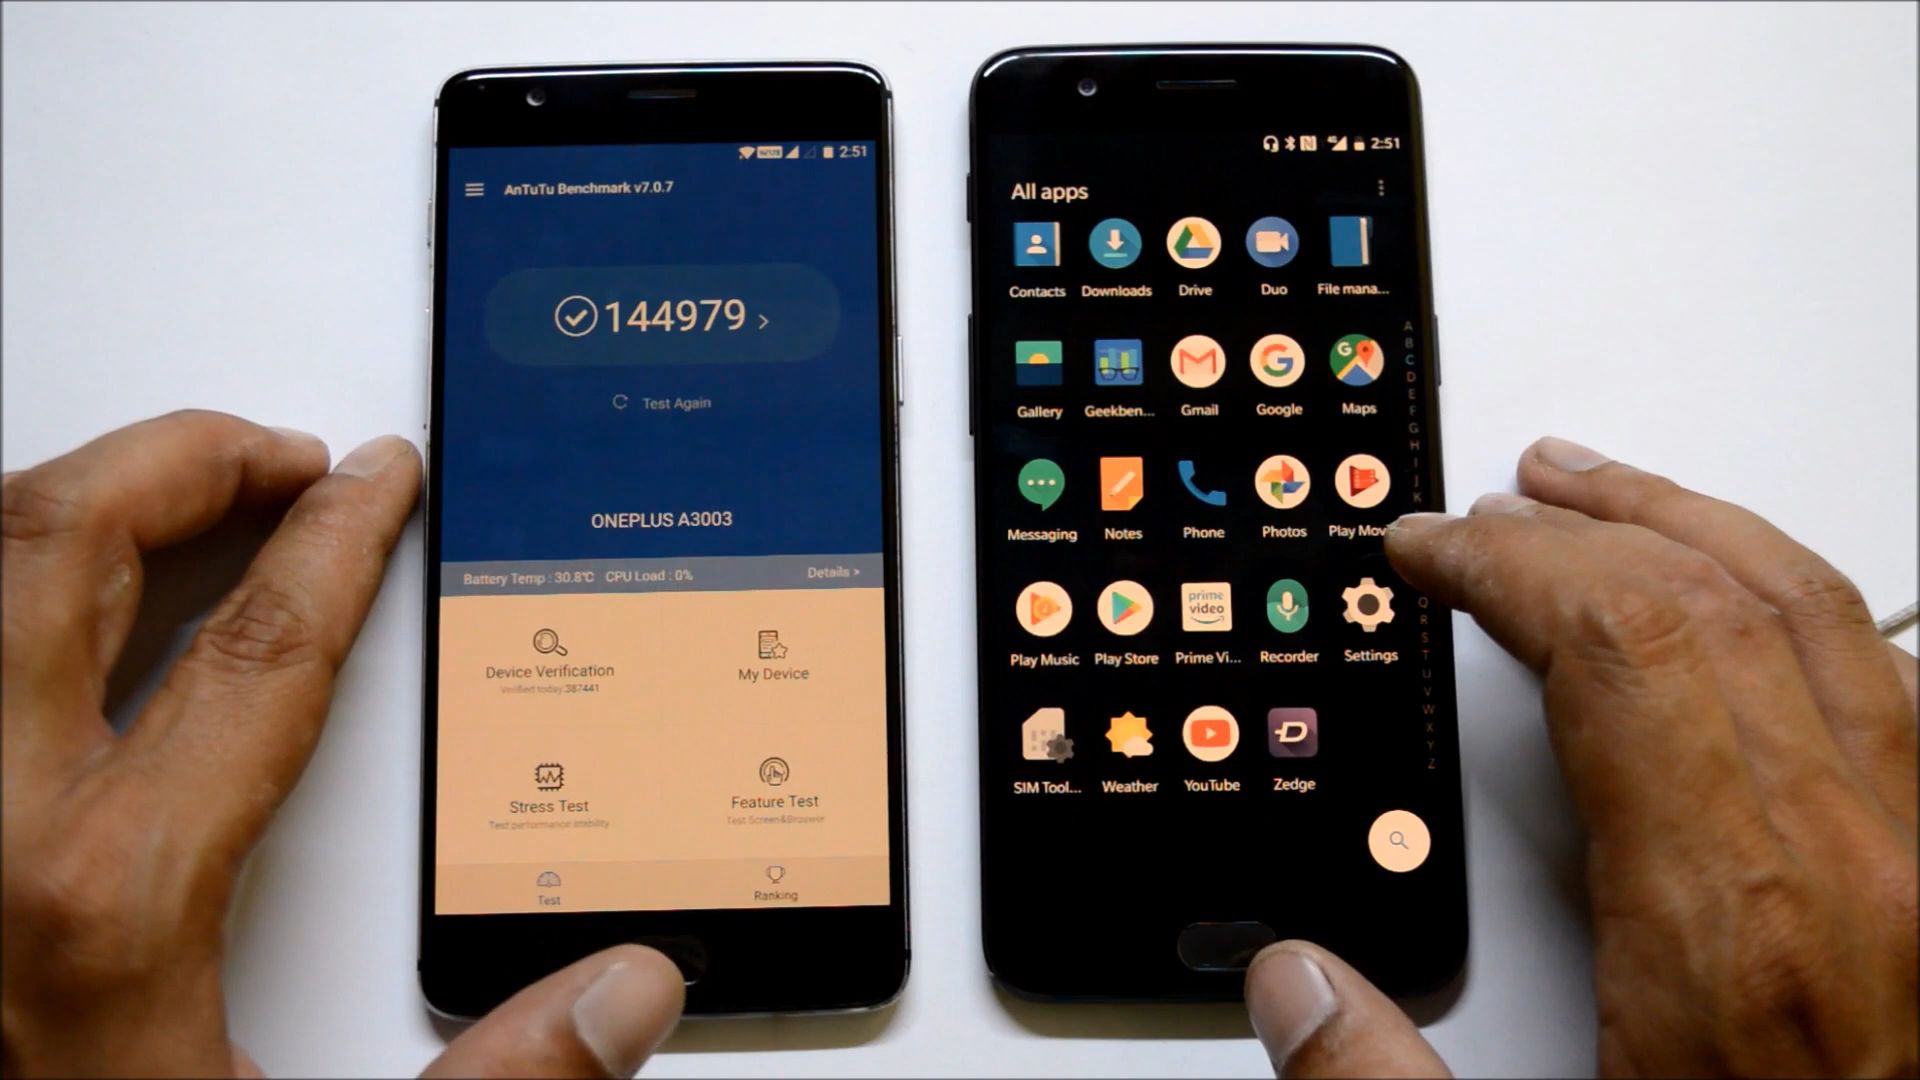 2:51
AnTuTu Benchmark v7.0.7
144979
Test Again
ONEPLUS A3003
Battery Temp : 30.8°C CPU Load : 0% Details >
Device Verification
Verified today 387441
My Device
Stress Test
Test performance stability
Feature Test
Test Screen&Browser
Test
Ranking
2:51
All apps
Contacts Downloads Drive Duo File mana...
Gallery Geekben... Gmail Google Maps
Messaging Notes Phone Photos Play Mov
prime video
Play Music Play Store Prime Vi... Recorder Settings
SIM Tool... Weather YouTube Zedge
A
B
C
D
E
F
G
H
I
J
K
Q
R
S
T
U
V
W
X
Y
Z